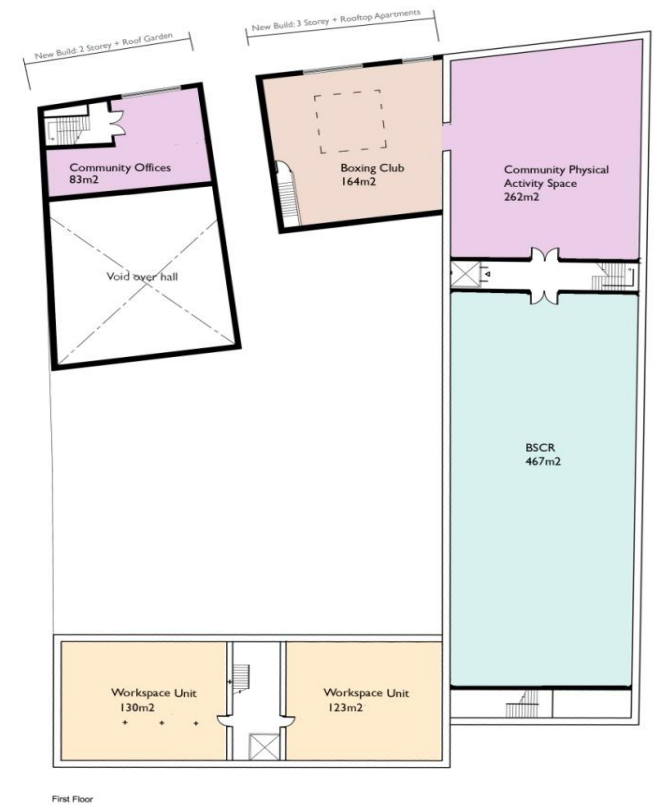 New Build: 2 Storey + Roof Garden
New Build: 3 Storey + Rooftop Apartments
Community Offices
83m2
Boxing Club
164m2
Community Physical
Activity Space
262m2
Void over hall
BSCR
467m2
Workspace Unit
130m2
Workspace Unit
123m2
First Floor